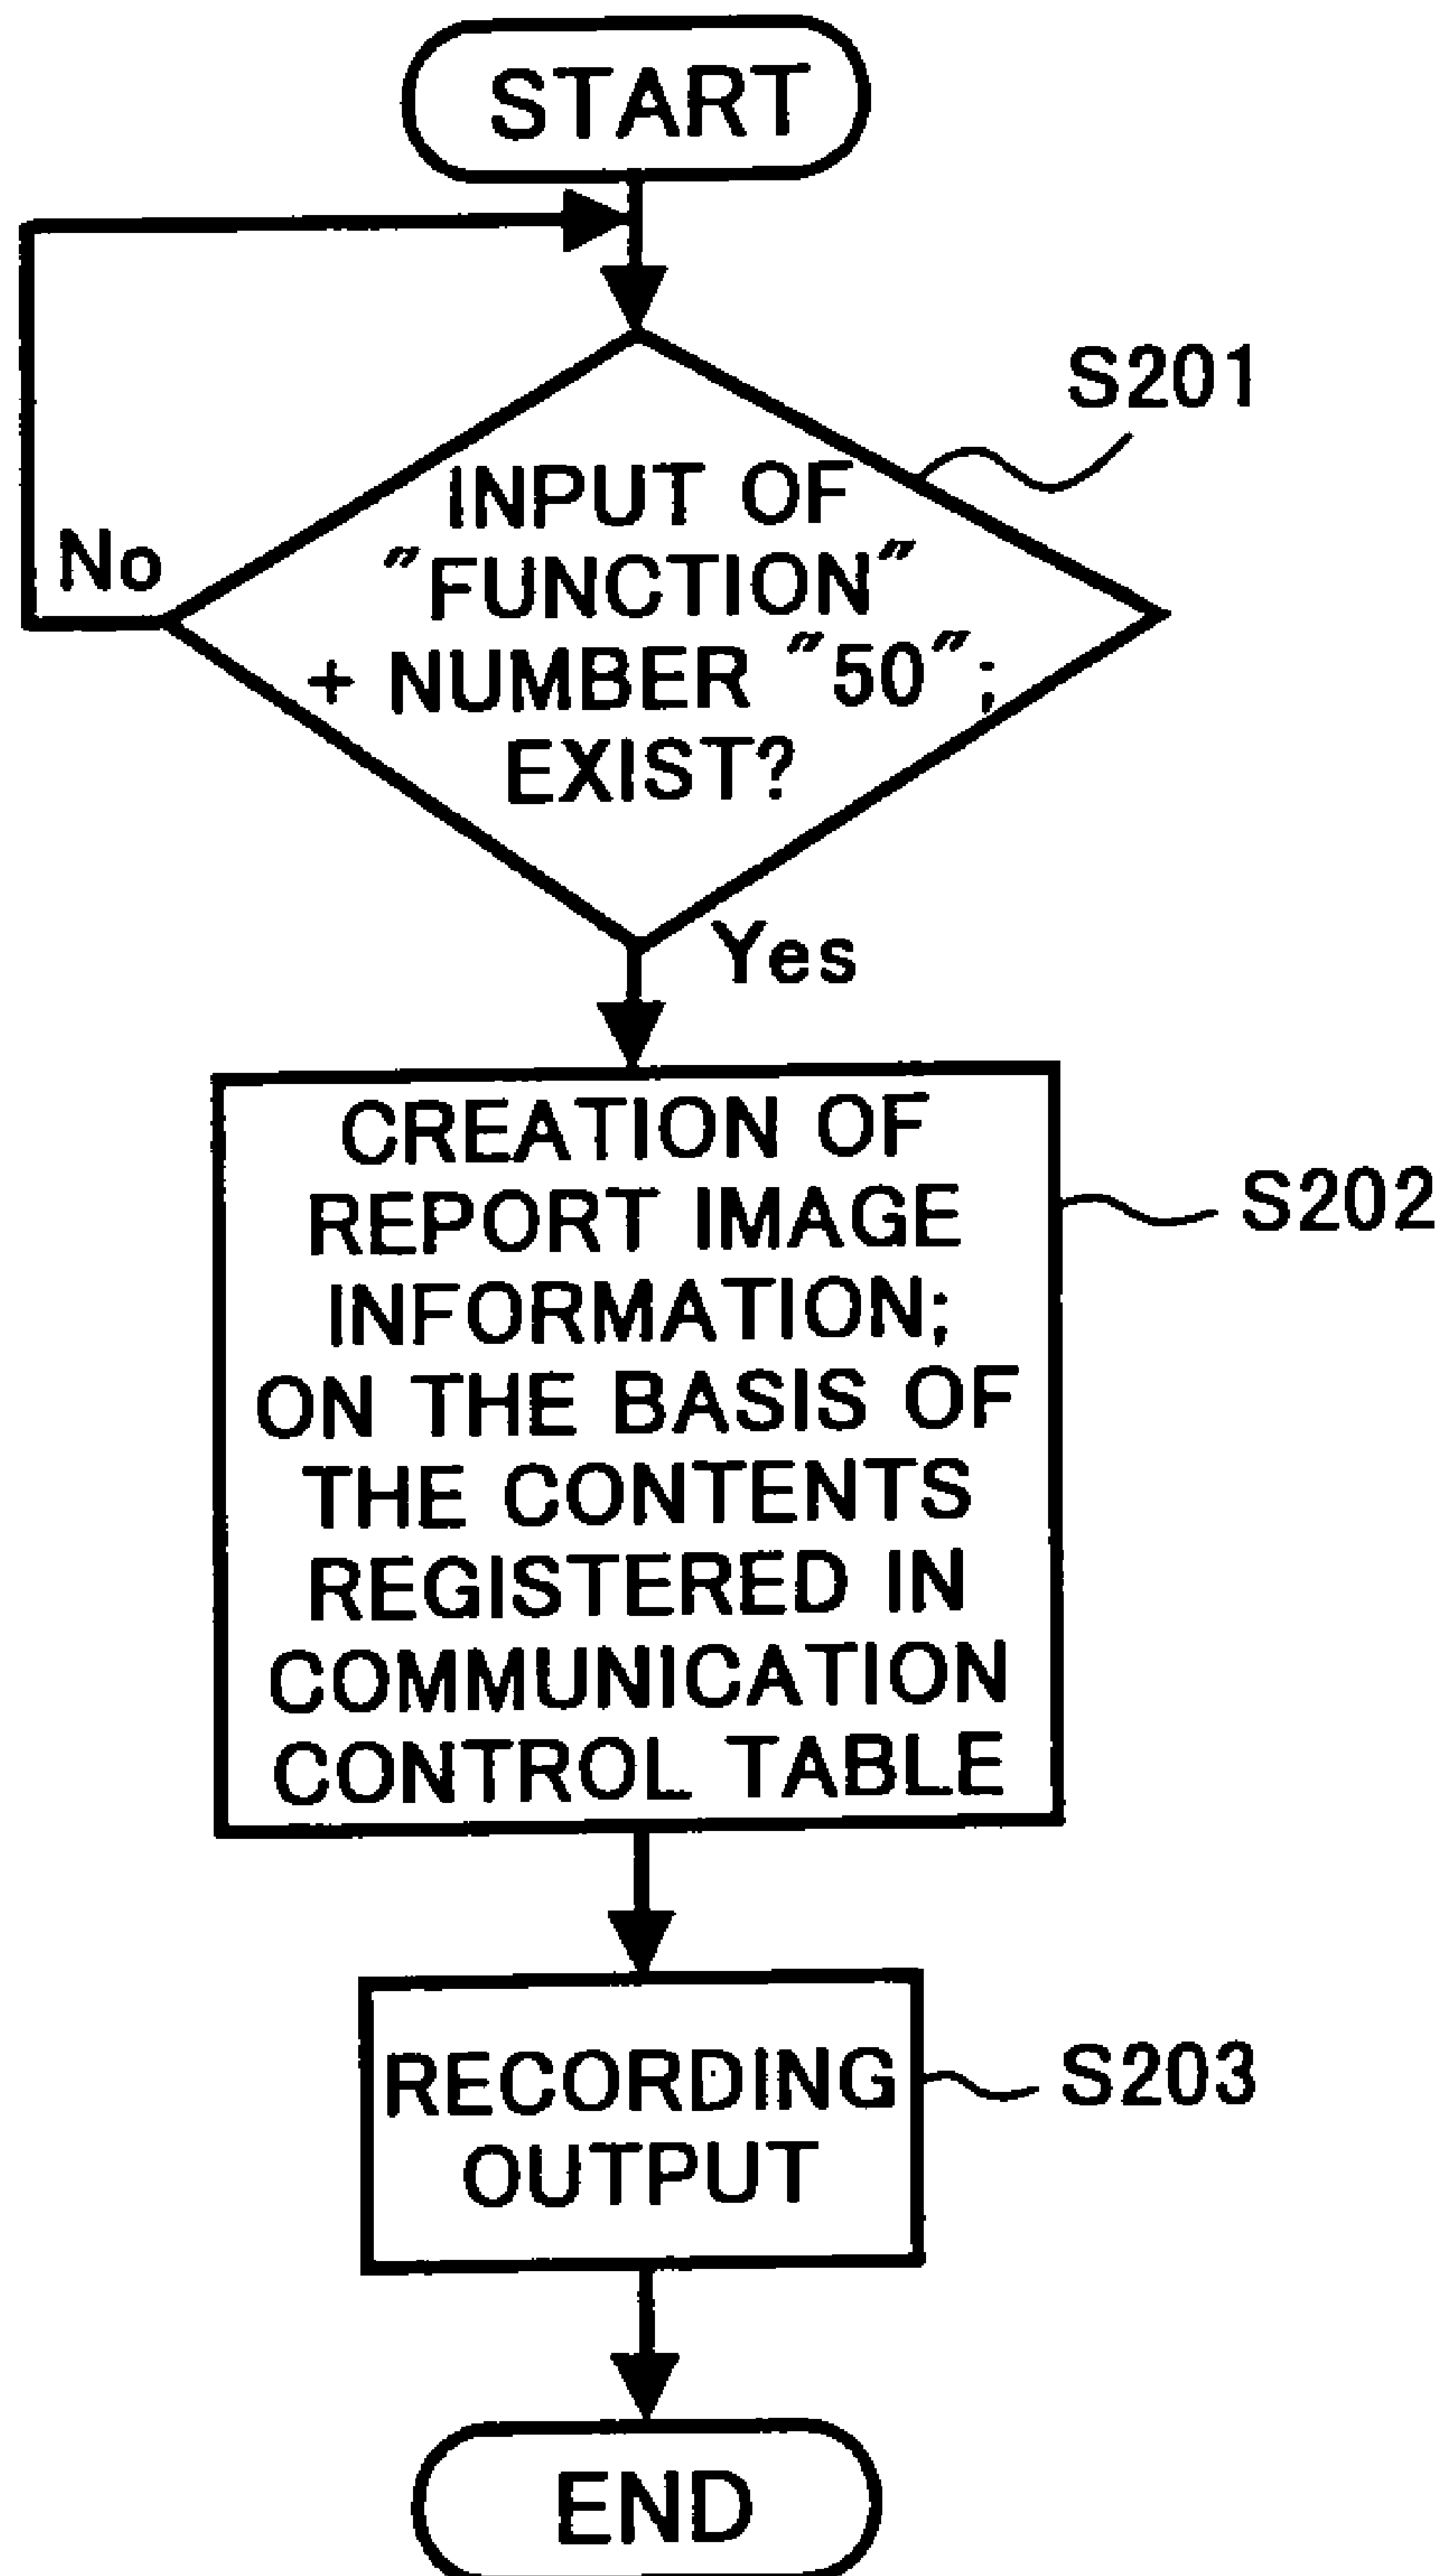 START
S201
INPUT OF
"FUNCTION"
+ NUMBER "50";
EXIST?
No
Yes
CREATION OF
REPORT IMAGE
INFORMATION;
ON THE BASIS OF
THE CONTENTS
REGISTERED IN
COMMUNICATION
CONTROL TABLE
S202
RECORDING
OUTPUT
S203
END